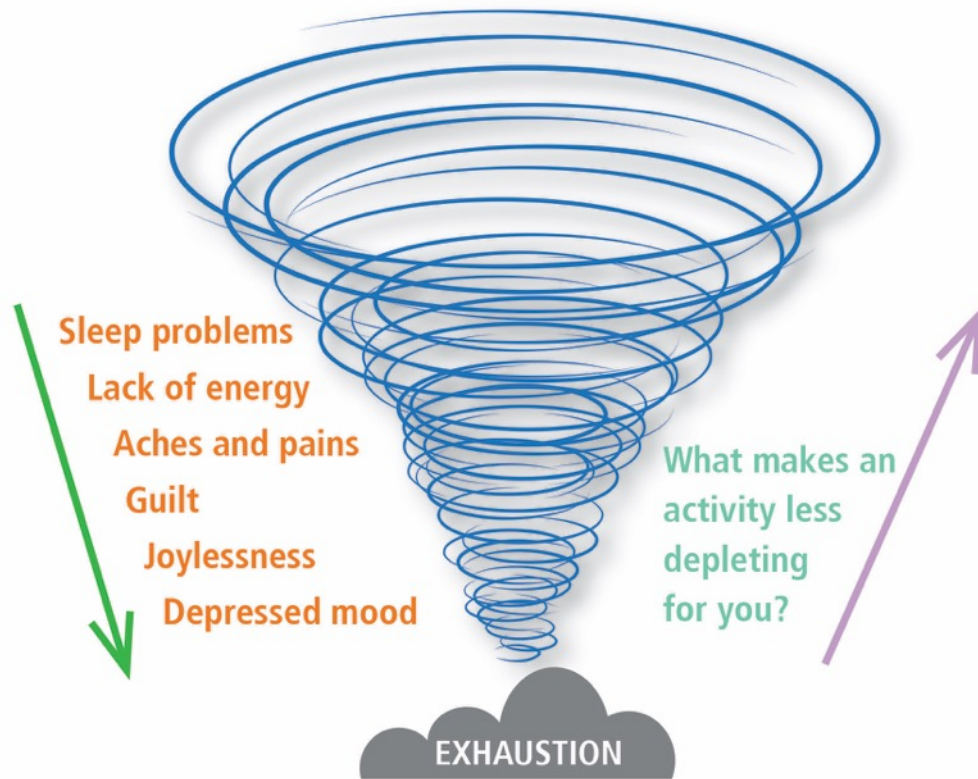 Sleep problems
Lack of energy
Aches and pains
Guilt
Joylessness
Depressed mood
What makes an
activity less
depleting
for you?
EXHAUSTION